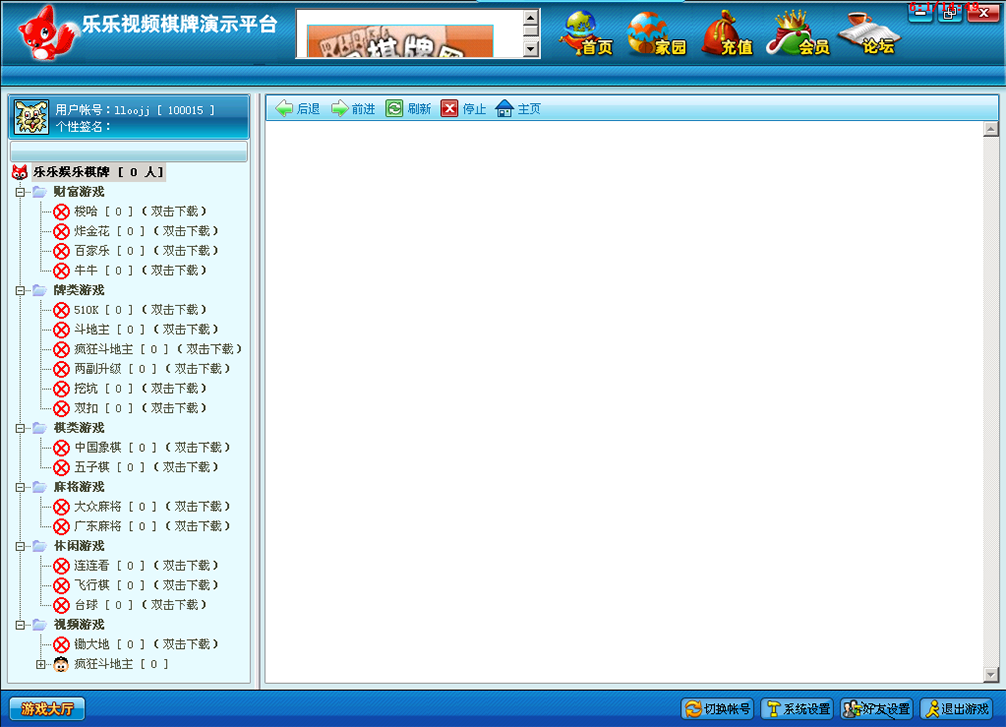 乐乐视频棋牌演示平台
棋牌
首页
家园
充值
会员
论坛
用户帐号：lloojj [ 100015 ]
个性签名：
后退 前进 刷新 停止 主页
乐乐娱乐棋牌 [ 0 人]
财富游戏
梭哈 [ 0 ] ( 双击下载)
炸金花 [ 0 ] ( 双击下载)
百家乐 [ 0 ] ( 双击下载)
牛牛 [ 0 ] ( 双击下载)
牌类游戏
510K [ 0 ] ( 双击下载)
斗地主 [ 0 ] ( 双击下载)
疯狂斗地主 [ 0 ] ( 双击下载)
两副升级 [ 0 ] ( 双击下载)
挖坑 [ 0 ] ( 双击下载)
双扣 [ 0 ] ( 双击下载)
棋类游戏
中国象棋 [ 0 ] ( 双击下载)
五子棋 [ 0 ] ( 双击下载)
麻将游戏
大众麻将 [ 0 ] ( 双击下载)
广东麻将 [ 0 ] ( 双击下载)
休闲游戏
连连看 [ 0 ] ( 双击下载)
飞行棋 [ 0 ] ( 双击下载)
台球 [ 0 ] ( 双击下载)
视频游戏
锄大地 [ 0 ] ( 双击下载)
疯狂斗地主 [ 0 ]
游戏大厅
切换帐号
系统设置
好友设置
退出游戏